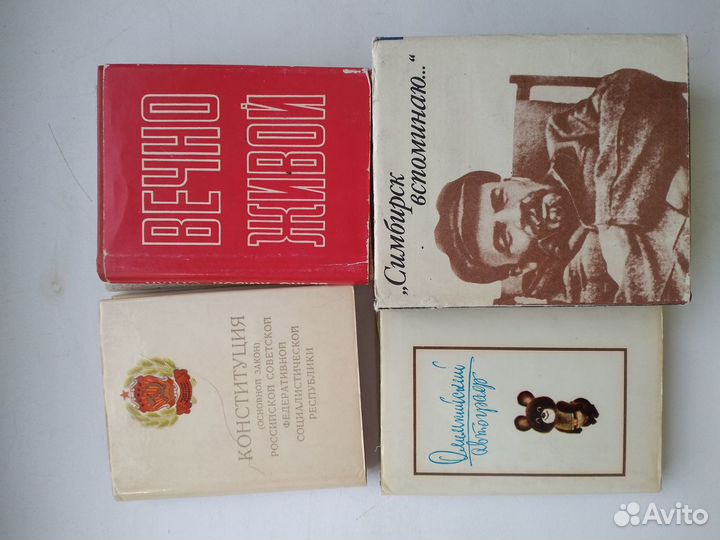 ВЕЧНО
ЖИВОЙ
„Симбирск
вспоминаю...“
КОНСТИТУЦИЯ
(ОСНОВНОЙ ЗАКОН)
РОССИЙСКОЙ СОВЕТСКОЙ
ФЕДЕРАТИВНОЙ
СОЦИАЛИСТИЧЕСКОЙ
РЕСПУБЛИКИ
Олимпийский
автограф
Avito